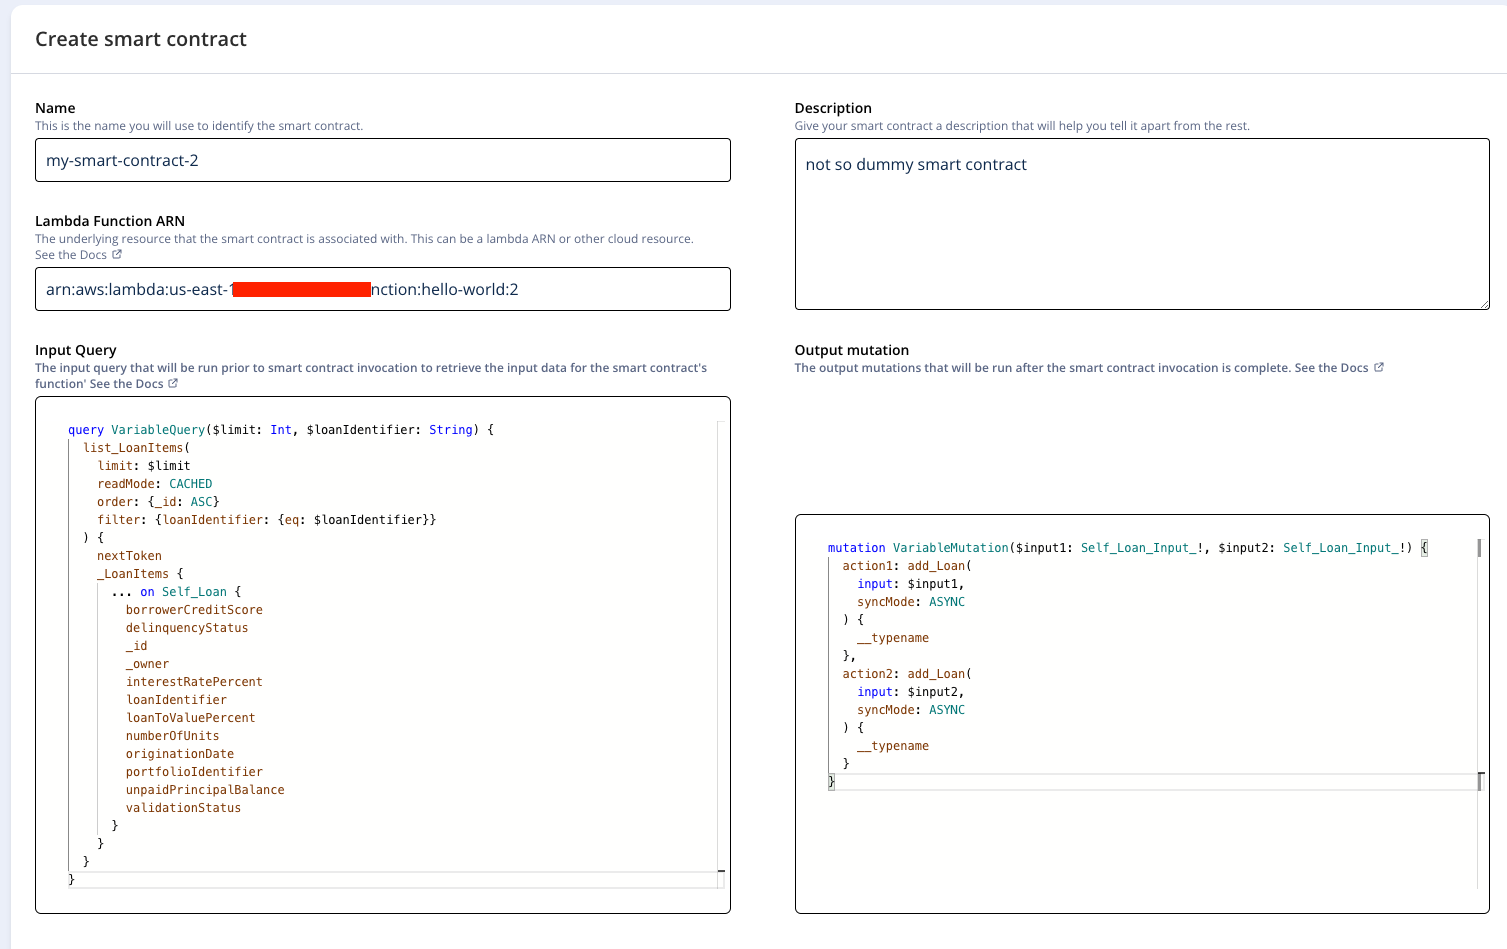 Create smart contract
Name
This is the name you will use to identify the smart contract.
my-smart-contract-2
Lambda Function ARN
The underlying resource that the smart contract is associated with. This can be a lambda ARN or other cloud resource.
See the Docs
arn:aws:lambda:us-east-1 nction:hello-world:2
Description
Give your smart contract a description that will help you tell it apart from the rest.
not so dummy smart contract
Input Query
The input query that will be run prior to smart contract invocation to retrieve the input data for the smart contract's
function' See the Docs
query VariableQuery($limit: Int, $loanIdentifier: String) {
  list_LoanItems(
    limit: $limit
    readMode: CACHED
    order: {_id: ASC}
    filter: {loanIdentifier: {eq: $loanIdentifier}}
  ) {
    nextToken
    _LoanItems {
      ... on Self_Loan {
        borrowerCreditScore
        delinquencyStatus
        _id
        _owner
        interestRatePercent
        loanIdentifier
        loanToValuePercent
        numberOfUnits
        originationDate
        portfolioIdentifier
        unpaidPrincipalBalance
        validationStatus
      }
    }
  }
}
Output mutation
The output mutations that will be run after the smart contract invocation is complete. See the Docs
mutation VariableMutation($input1: Self_Loan_Input_!, $input2: Self_Loan_Input_!) {
  action1: add_Loan(
    input: $input1,
    syncMode: ASYNC
  ) {
    __typename
  },
  action2: add_Loan(
    input: $input2,
    syncMode: ASYNC
  ) {
    __typename
  }
}